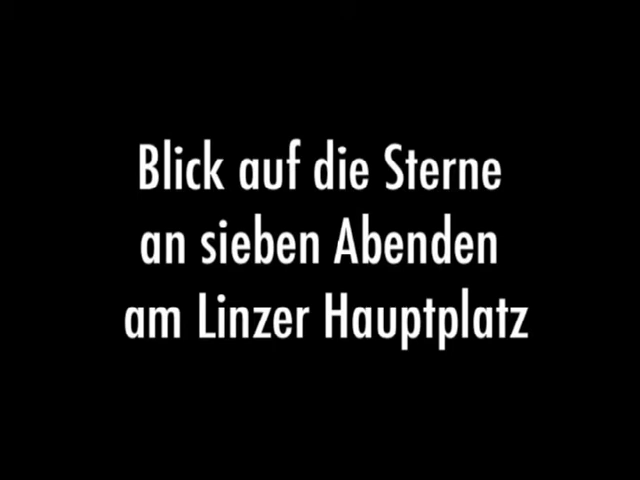 Blick auf die Sterne
an sieben Abenden
am Linzer Hauptplatz